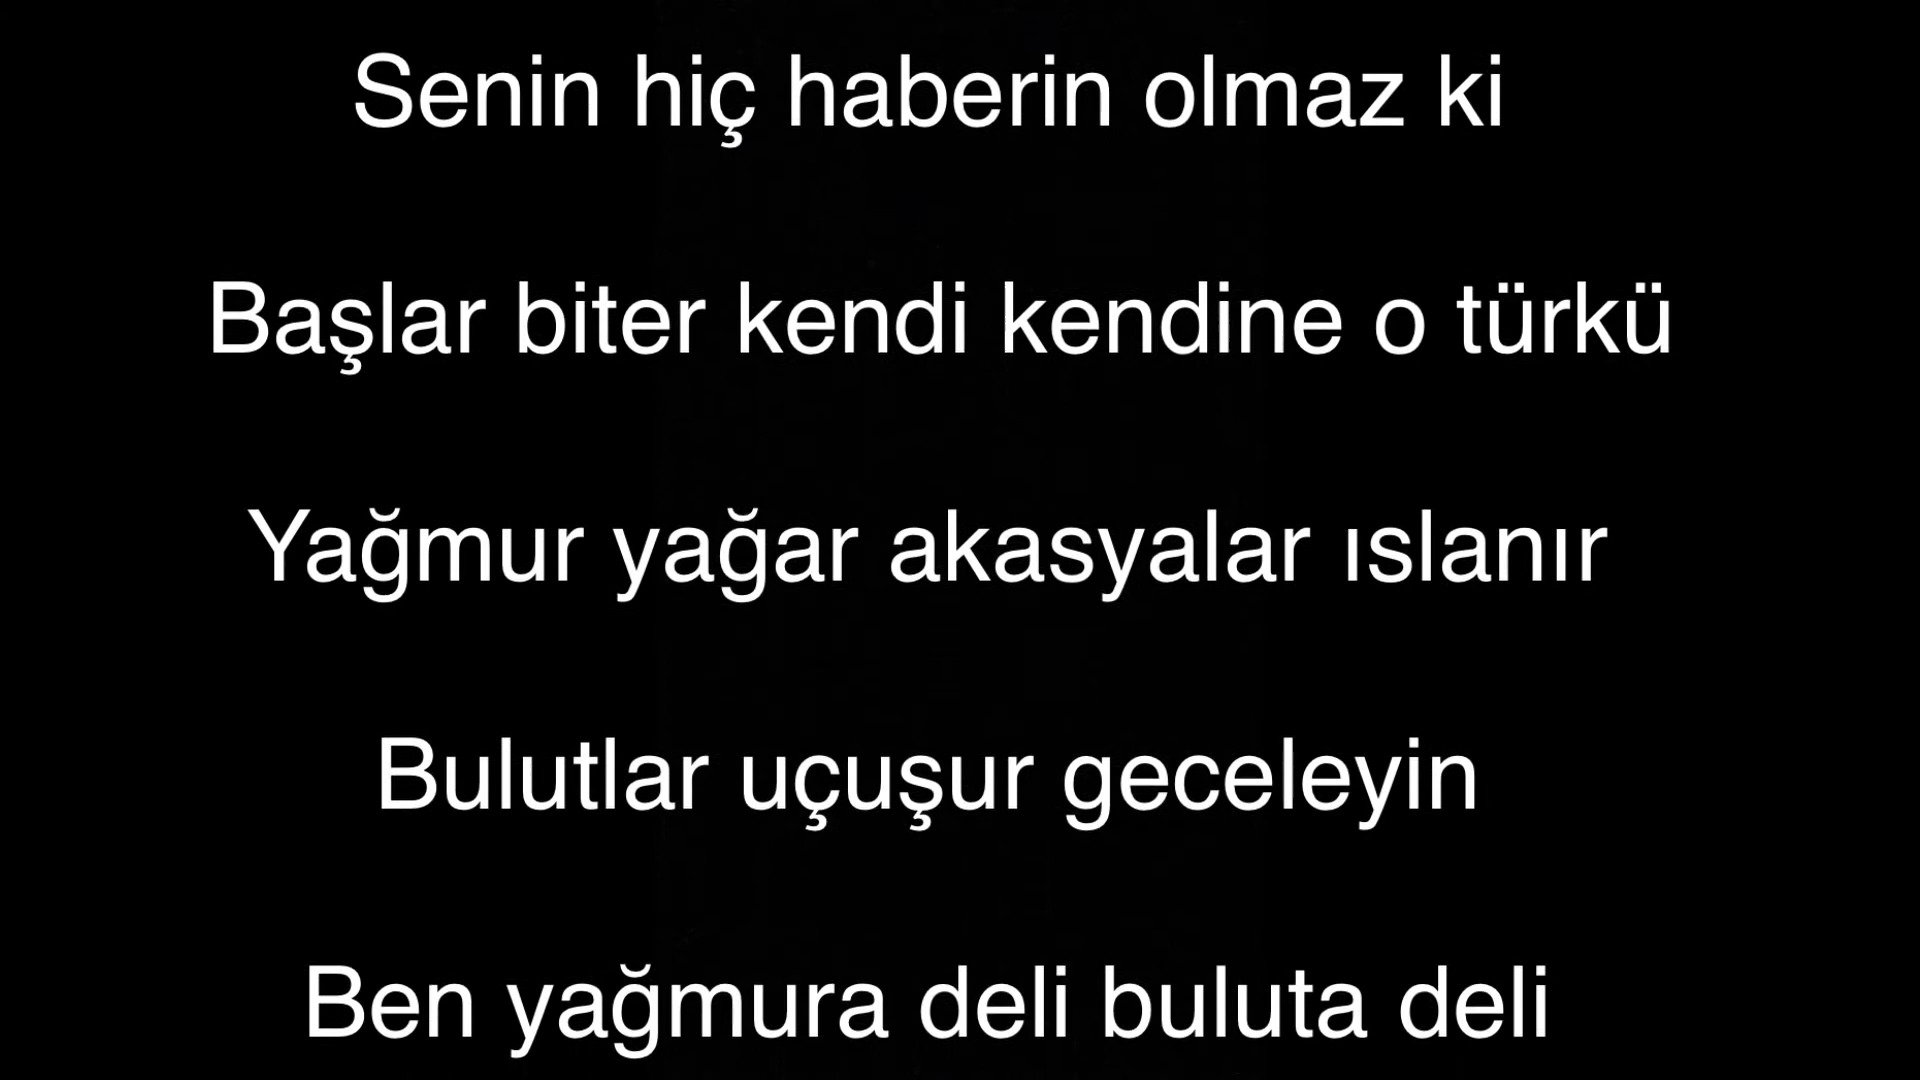 Senin hiç haberin olmaz ki
Başlar biter kendi kendine o türkü
Yağmur yağar akasyalar ıslanır
Bulutlar uçuşur geceleyin
Ben yağmura deli buluta deli